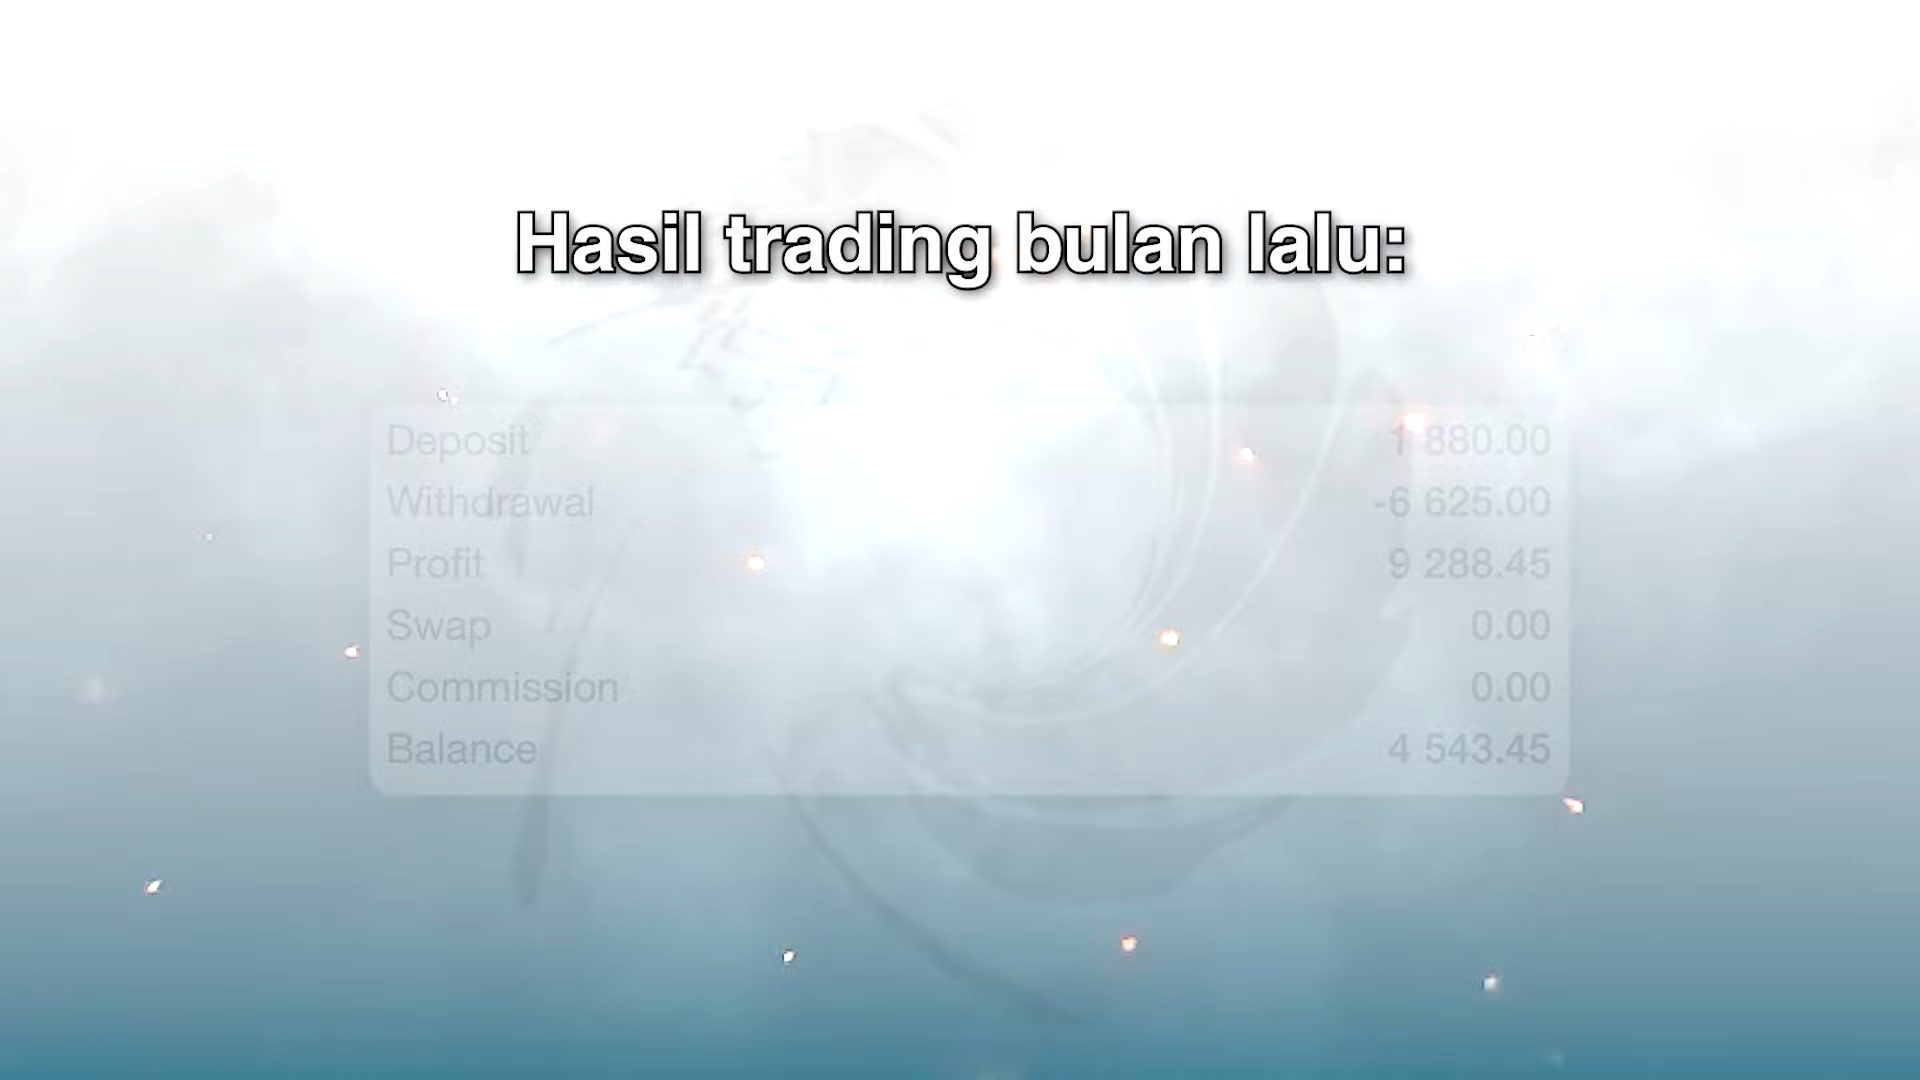 Hasil trading bulan lalu:
Deposit 1 880.00
Withdrawal -6 625.00
Profit 9 288.45
Swap 0.00
Commission 0.00
Balance 4 543.45